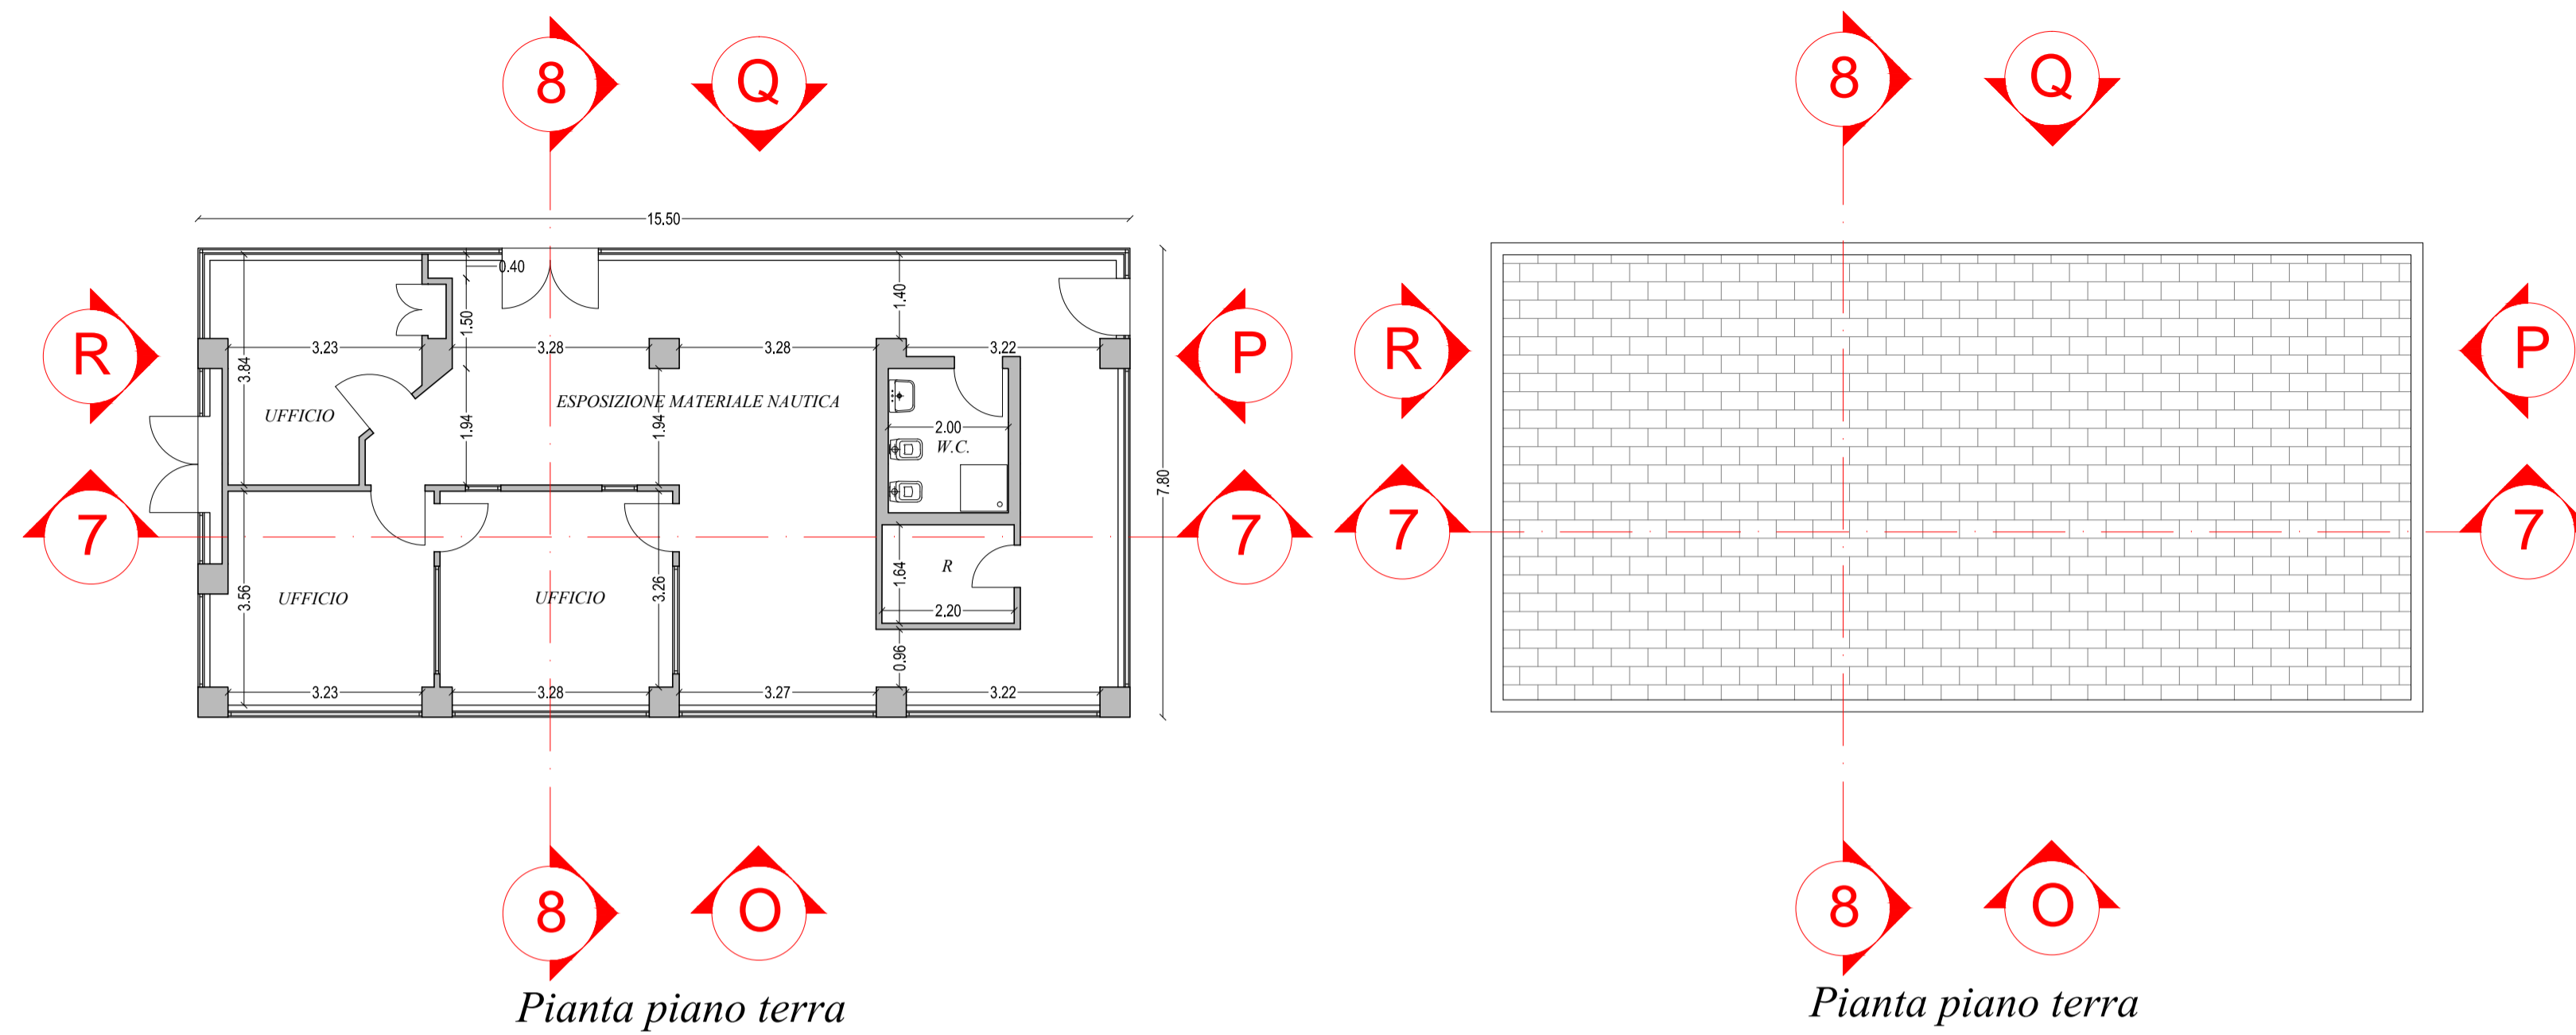 8
Q
8
Q
15.50
0.40
1.40
1.50
R
P
R
P
3.23
3.28
3.28
3.22
3.84
UFFICIO
ESPOSIZIONE MATERIALE NAUTICA
1.94
1.94
2.00
W.C.
7.80
7
7
7
7
3.56
UFFICIO
UFFICIO
3.26
1.64
R
2.20
0.96
3.23
3.28
3.27
3.22
8
O
8
O
Pianta piano terra
Pianta piano terra